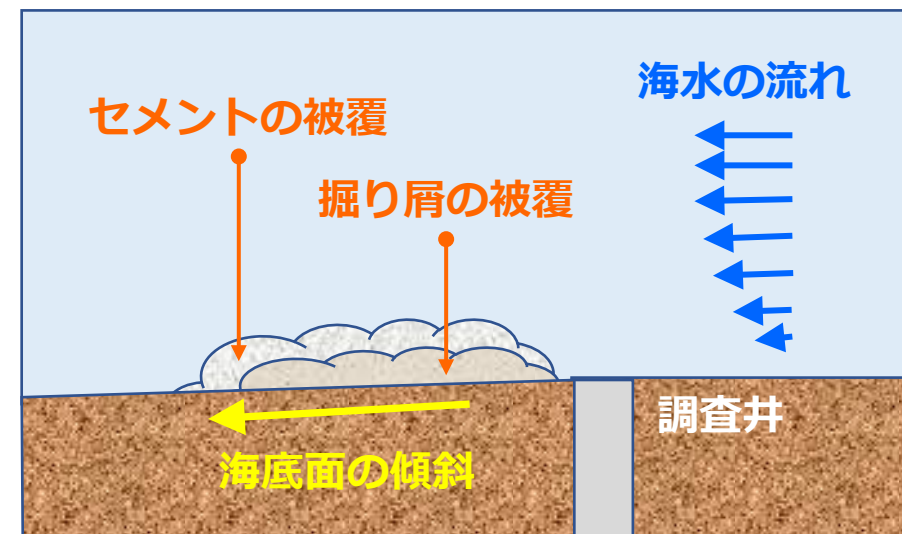 海水の流れ
セメントの被覆
掘り屑の被覆
調査井
海底面の傾斜